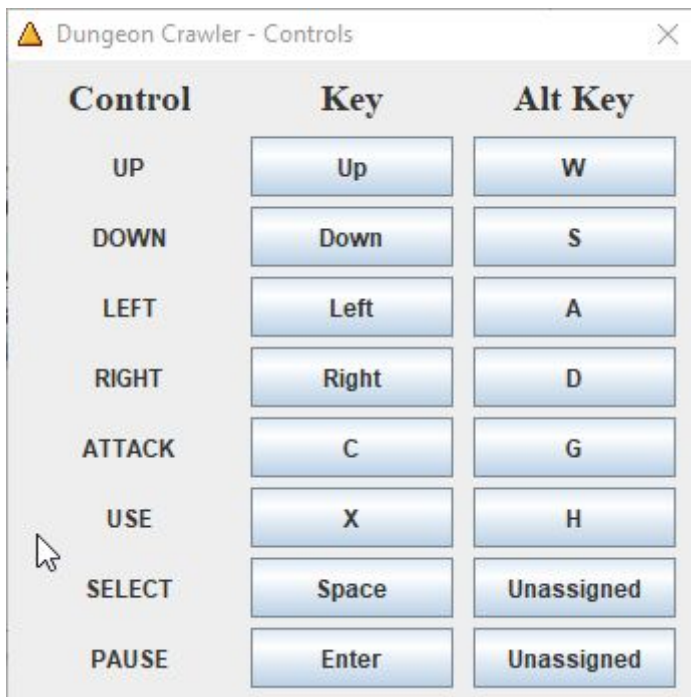 Dungeon Crawler - Controls
Control Key Alt Key
UP Up W
DOWN Down S
LEFT Left A
RIGHT Right D
ATTACK C G
USE X H
SELECT Space Unassigned
PAUSE Enter Unassigned